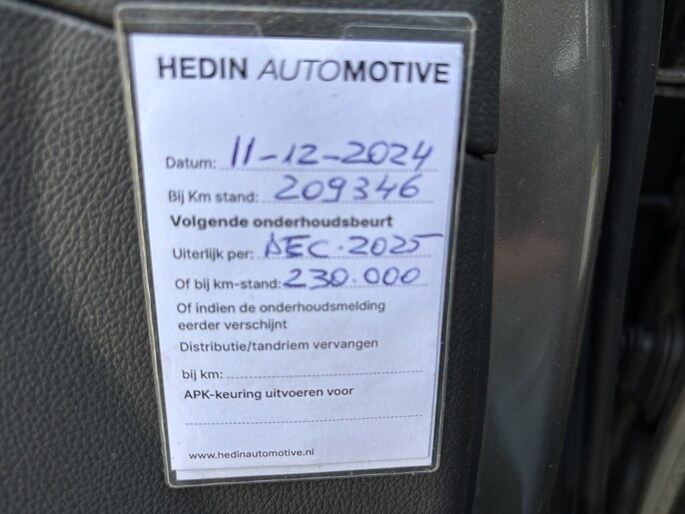 HEDIN AUTOMOTIVE
Datum: 11-12-2024
Bij Km stand: 209346
Volgende onderhoudsbeurt
Uiterlijk per: DEC. 2025
Of bij km-stand: 230.000
Of indien de onderhoudsmelding
eerder verschijnt
Distributie/tandriem vervangen
bij km:
APK-keuring uitvoeren voor
www.hedinautomotive.nl